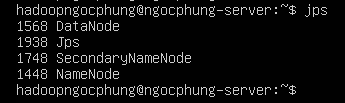 hadoopngocphung@ngocphung-server:~$ jps
1568 DataNode
1938 Jps
1748 SecondaryNameNode
1448 NameNode
hadoopngocphung@ngocphung-server:~$